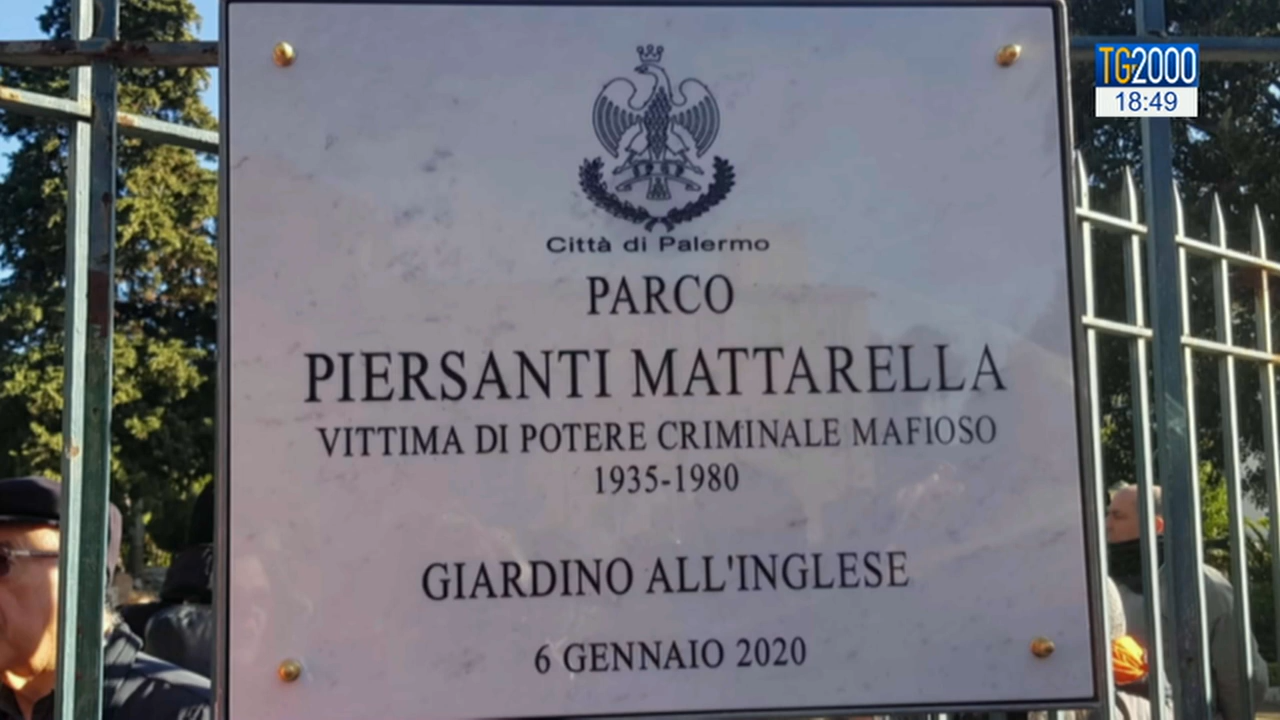 TG2000
18:49
Città di Palermo
PARCO
PIERSANTI MATTARELLA
VITTIMA DI POTERE CRIMINALE MAFIOSO
1935-1980
GIARDINO ALL'INGLESE
6 GENNAIO 2020